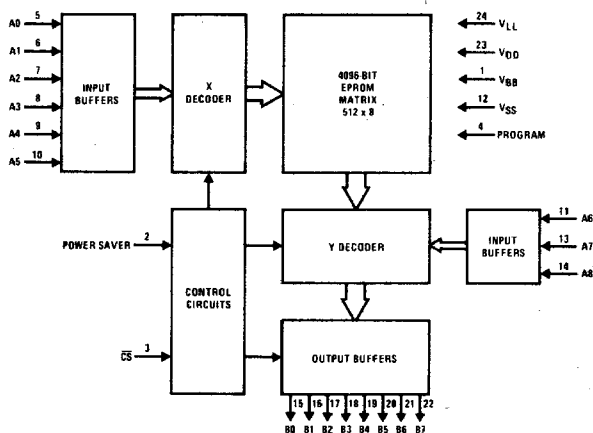 A0 5
A1 6
A2 7
A3 8
A4 9
A5 10
INPUT
BUFFERS
X
DECODER
4096-BIT
EPROM
MATRIX
512 x 8
24 VLL
23 VDD
1 VBB
12 VSS
4 PROGRAM
POWER SAVER 2
CS 3
CONTROL
CIRCUITS
Y DECODER
INPUT
BUFFERS
11 A6
13 A7
14 A8
OUTPUT BUFFERS
15 16 17 18 19 20 21 22
B0 B1 B2 B3 B4 B5 B6 B7